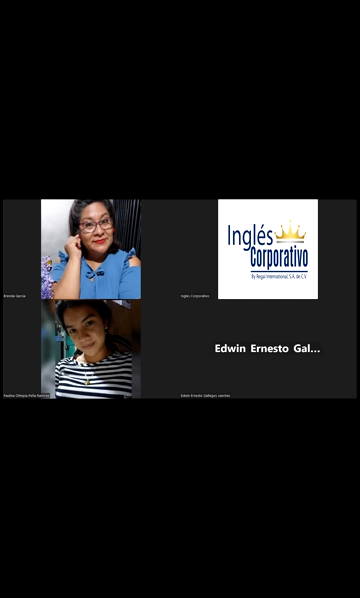 Inglés
Corporativo
By Regal International, S.A. de C.V.
Brenda Garcia
Ingles Corporativo
Edwin Ernesto Gal...
Paulina Olimpia Peña Ramirez
Edwin Ernesto Gallegos sanchez